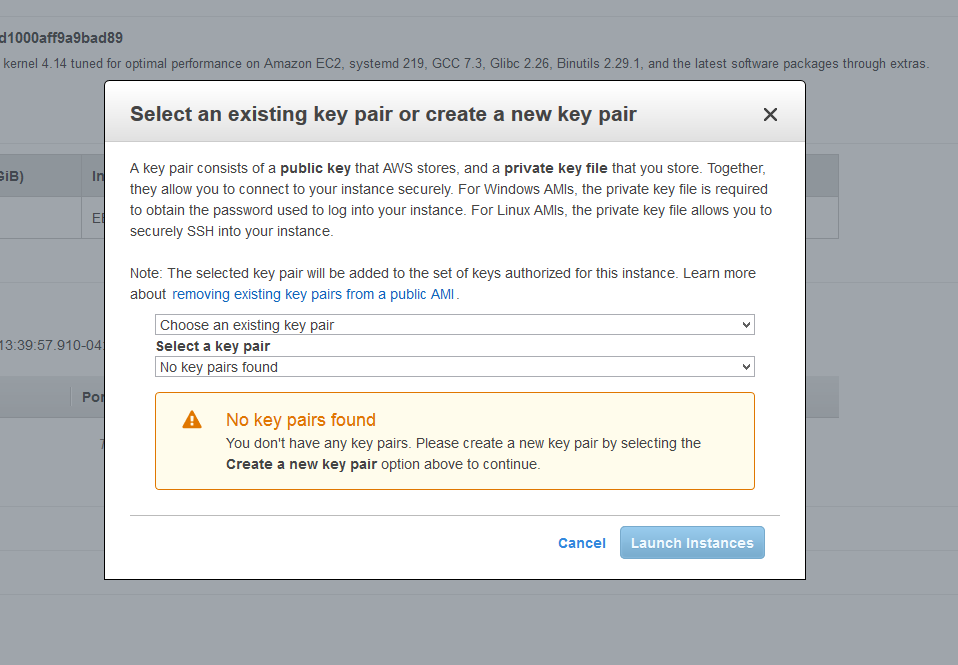 d1000aff9a9bad89
kernel 4.14 tuned for optimal performance on Amazon EC2, systemd 219, GCC 7.3, Glibc 2.26, Binutils 2.29.1, and the latest software packages through extras.
Select an existing key pair or create a new key pair
A key pair consists of a public key that AWS stores, and a private key file that you store. Together,
they allow you to connect to your instance securely. For Windows AMIs, the private key file is required
to obtain the password used to log into your instance. For Linux AMIs, the private key file allows you to
securely SSH into your instance.
GiB)
In
EB
Note: The selected key pair will be added to the set of keys authorized for this instance. Learn more
about removing existing key pairs from a public AMI.
Choose an existing key pair
13:39:57.910-04:
Select a key pair
No key pairs found
Por
No key pairs found
You don't have any key pairs. Please create a new key pair by selecting the
Create a new key pair option above to continue.
Cancel
Launch Instances